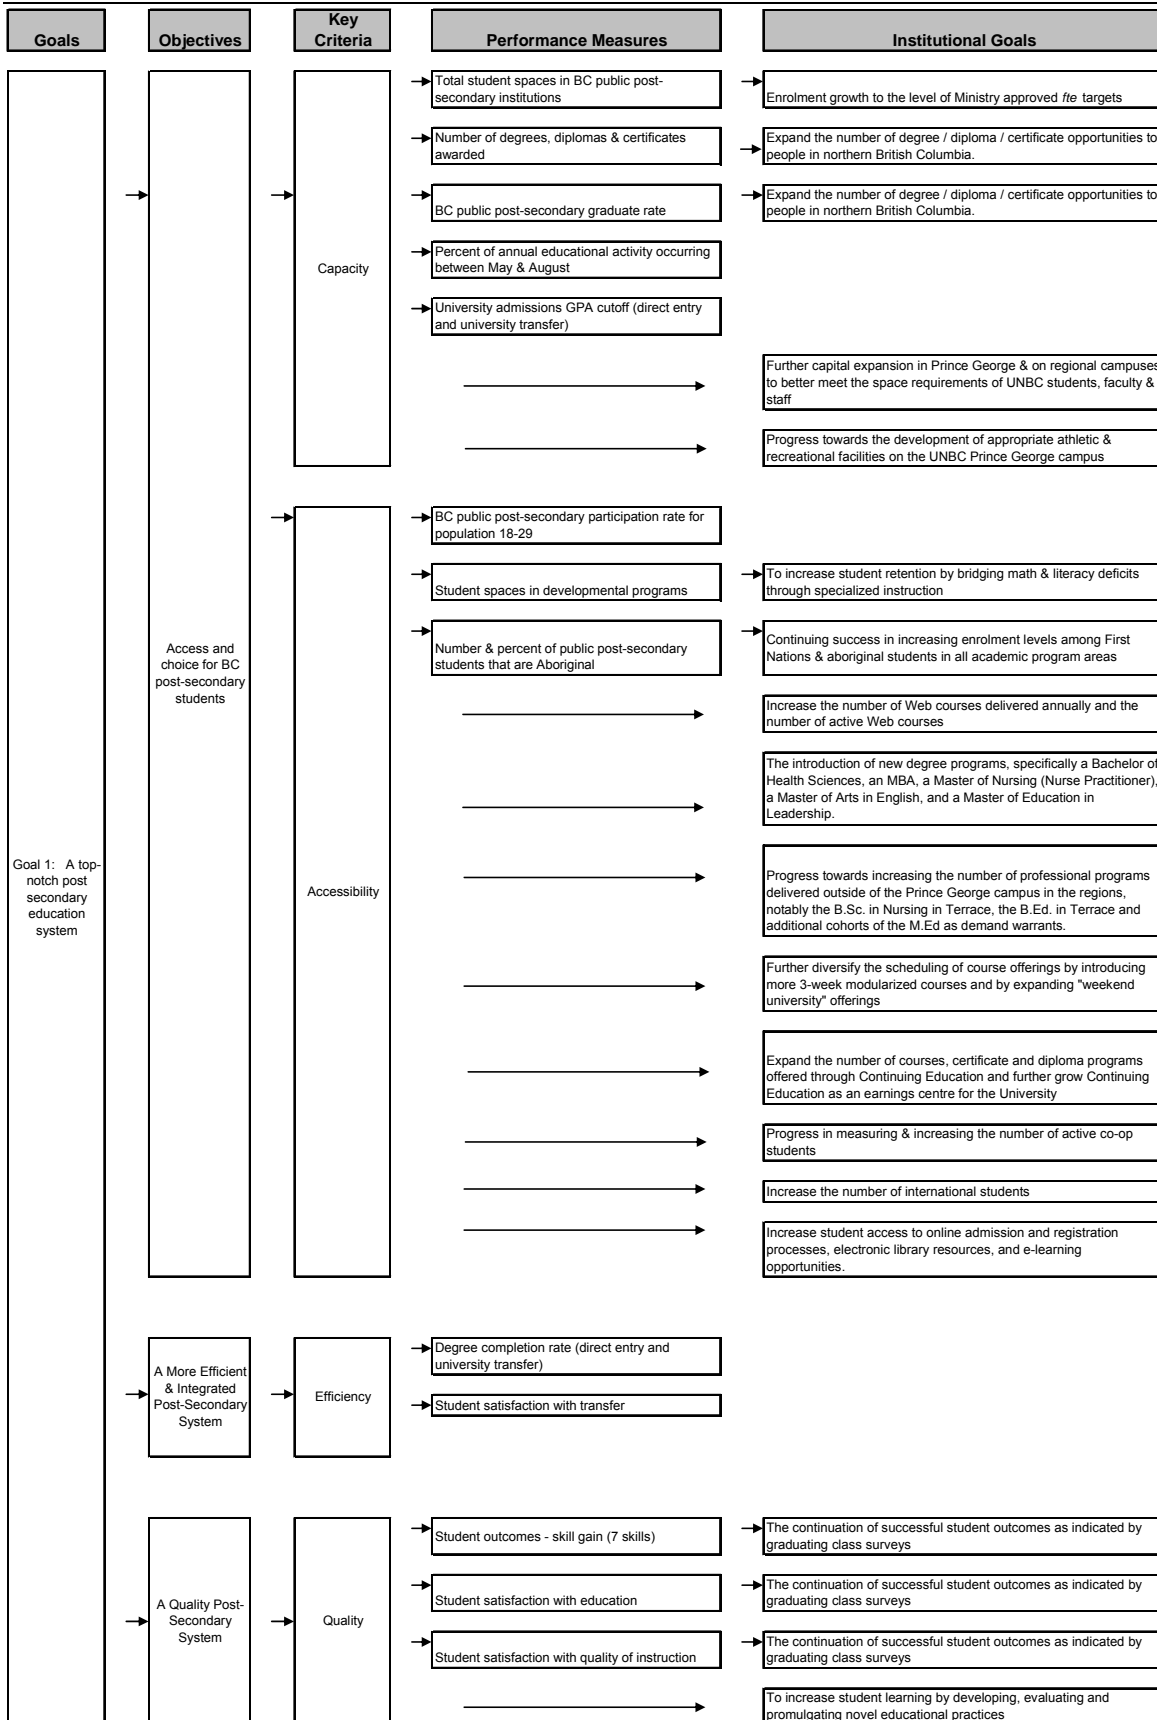 Goals
Objectives
Key
Criteria
Performance Measures
Institutional Goals
Goal 1: A top-
notch post
secondary
education
system
Access and
choice for BC
post-secondary
students
Capacity
Total student spaces in BC public post-
secondary institutions
Enrolment growth to the level of Ministry approved fte targets
Number of degrees, diplomas & certificates
awarded
Expand the number of degree / diploma / certificate opportunities to
people in northern British Columbia.
BC public post-secondary graduate rate
Expand the number of degree / diploma / certificate opportunities to
people in northern British Columbia.
Percent of annual educational activity occurring
between May & August
University admissions GPA cutoff (direct entry
and university transfer)
Further capital expansion in Prince George & on regional campuses
to better meet the space requirements of UNBC students, faculty &
staff
Progress towards the development of appropriate athletic &
recreational facilities on the UNBC Prince George campus
Accessibility
BC public post-secondary participation rate for
population 18-29
Student spaces in developmental programs
To increase student retention by bridging math & literacy deficits
through specialized instruction
Number & percent of public post-secondary
students that are Aboriginal
Continuing success in increasing enrolment levels among First
Nations & aboriginal students in all academic program areas
Increase the number of Web courses delivered annually and the
number of active Web courses
The introduction of new degree programs, specifically a Bachelor of
Health Sciences, an MBA, a Master of Nursing (Nurse Practitioner),
a Master of Arts in English, and a Master of Education in
Leadership.
Progress towards increasing the number of professional programs
delivered outside of the Prince George campus in the regions,
notably the B.Sc. in Nursing in Terrace, the B.Ed. in Terrace and
additional cohorts of the M.Ed as demand warrants.
Further diversify the scheduling of course offerings by introducing
more 3-week modularized courses and by expanding "weekend
university" offerings
Expand the number of courses, certificate and diploma programs
offered through Continuing Education and further grow Continuing
Education as an earnings centre for the University
Progress in measuring & increasing the number of active co-op
students
Increase the number of international students
Increase student access to online admission and registration
processes, electronic library resources, and e-learning
opportunities.
A More Efficient
& Integrated
Post-Secondary
System
Efficiency
Degree completion rate (direct entry and
university transfer)
Student satisfaction with transfer
A Quality Post-
Secondary
System
Quality
Student outcomes - skill gain (7 skills)
The continuation of successful student outcomes as indicated by
graduating class surveys
Student satisfaction with education
The continuation of successful student outcomes as indicated by
graduating class surveys
Student satisfaction with quality of instruction
The continuation of successful student outcomes as indicated by
graduating class surveys
To increase student learning by developing, evaluating and
promulgating novel educational practices